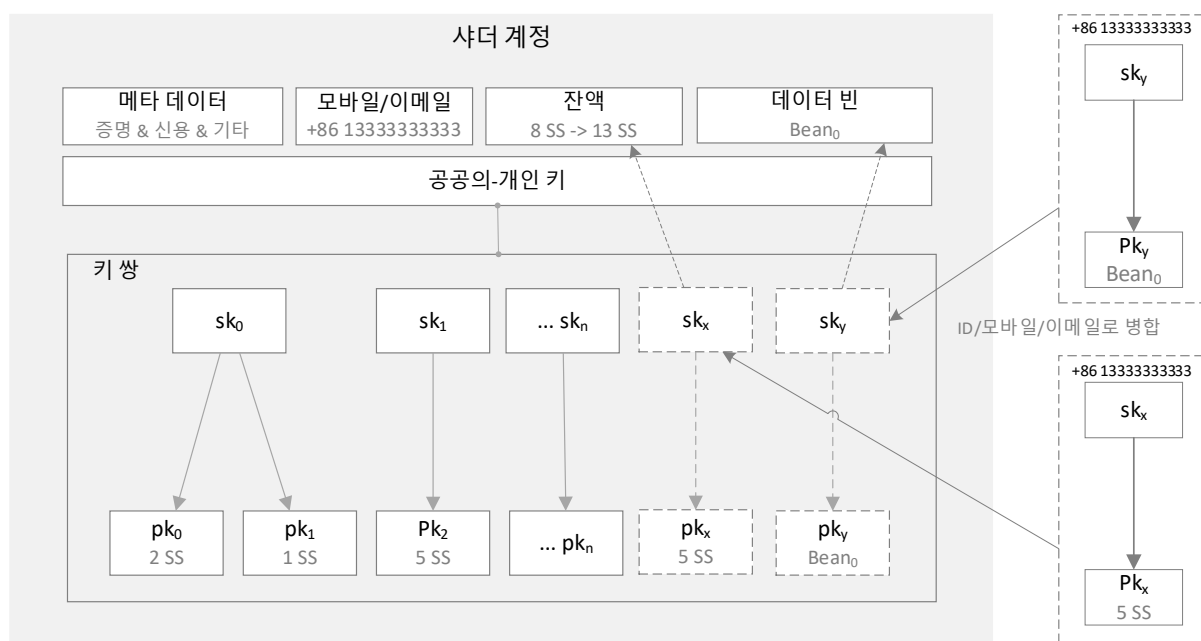 샤더 계정
메타 데이터
증명 & 신용 & 기타
모바일/이메일
+86 13333333333
잔액
8 SS -> 13 SS
데이터 빈
Bean₀
공공의-개인 키
키 쌍
sk₀
sk₁
... skₙ
skₓ
sk_y
pk₀
2 SS
pk₁
1 SS
Pk₂
5 SS
... pkₙ
pkₓ
5 SS
pk_y
Bean₀
+86 13333333333
sk_y
Pk_y
Bean₀
ID/모바일/이메일로 병합
+86 13333333333
skₓ
Pkₓ
5 SS